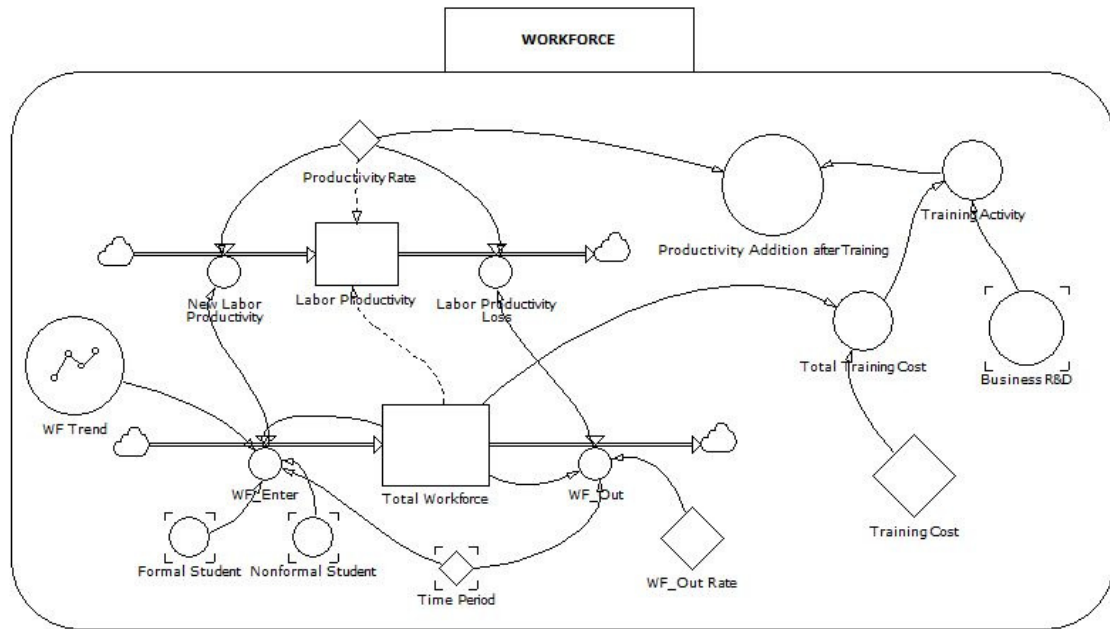 WORKFORCE
Productivity Rate
Training Activity
Productivity Addition after Training
New Labor
Productivity
Labor Productivity
Labor Productivity
Loss
Total Training Cost
Business R&D
WF Trend
WF_Enter
Total Workforce
WF_Out
Training Cost
Formal Student
Nonformal Student
Time Period
WF_Out Rate